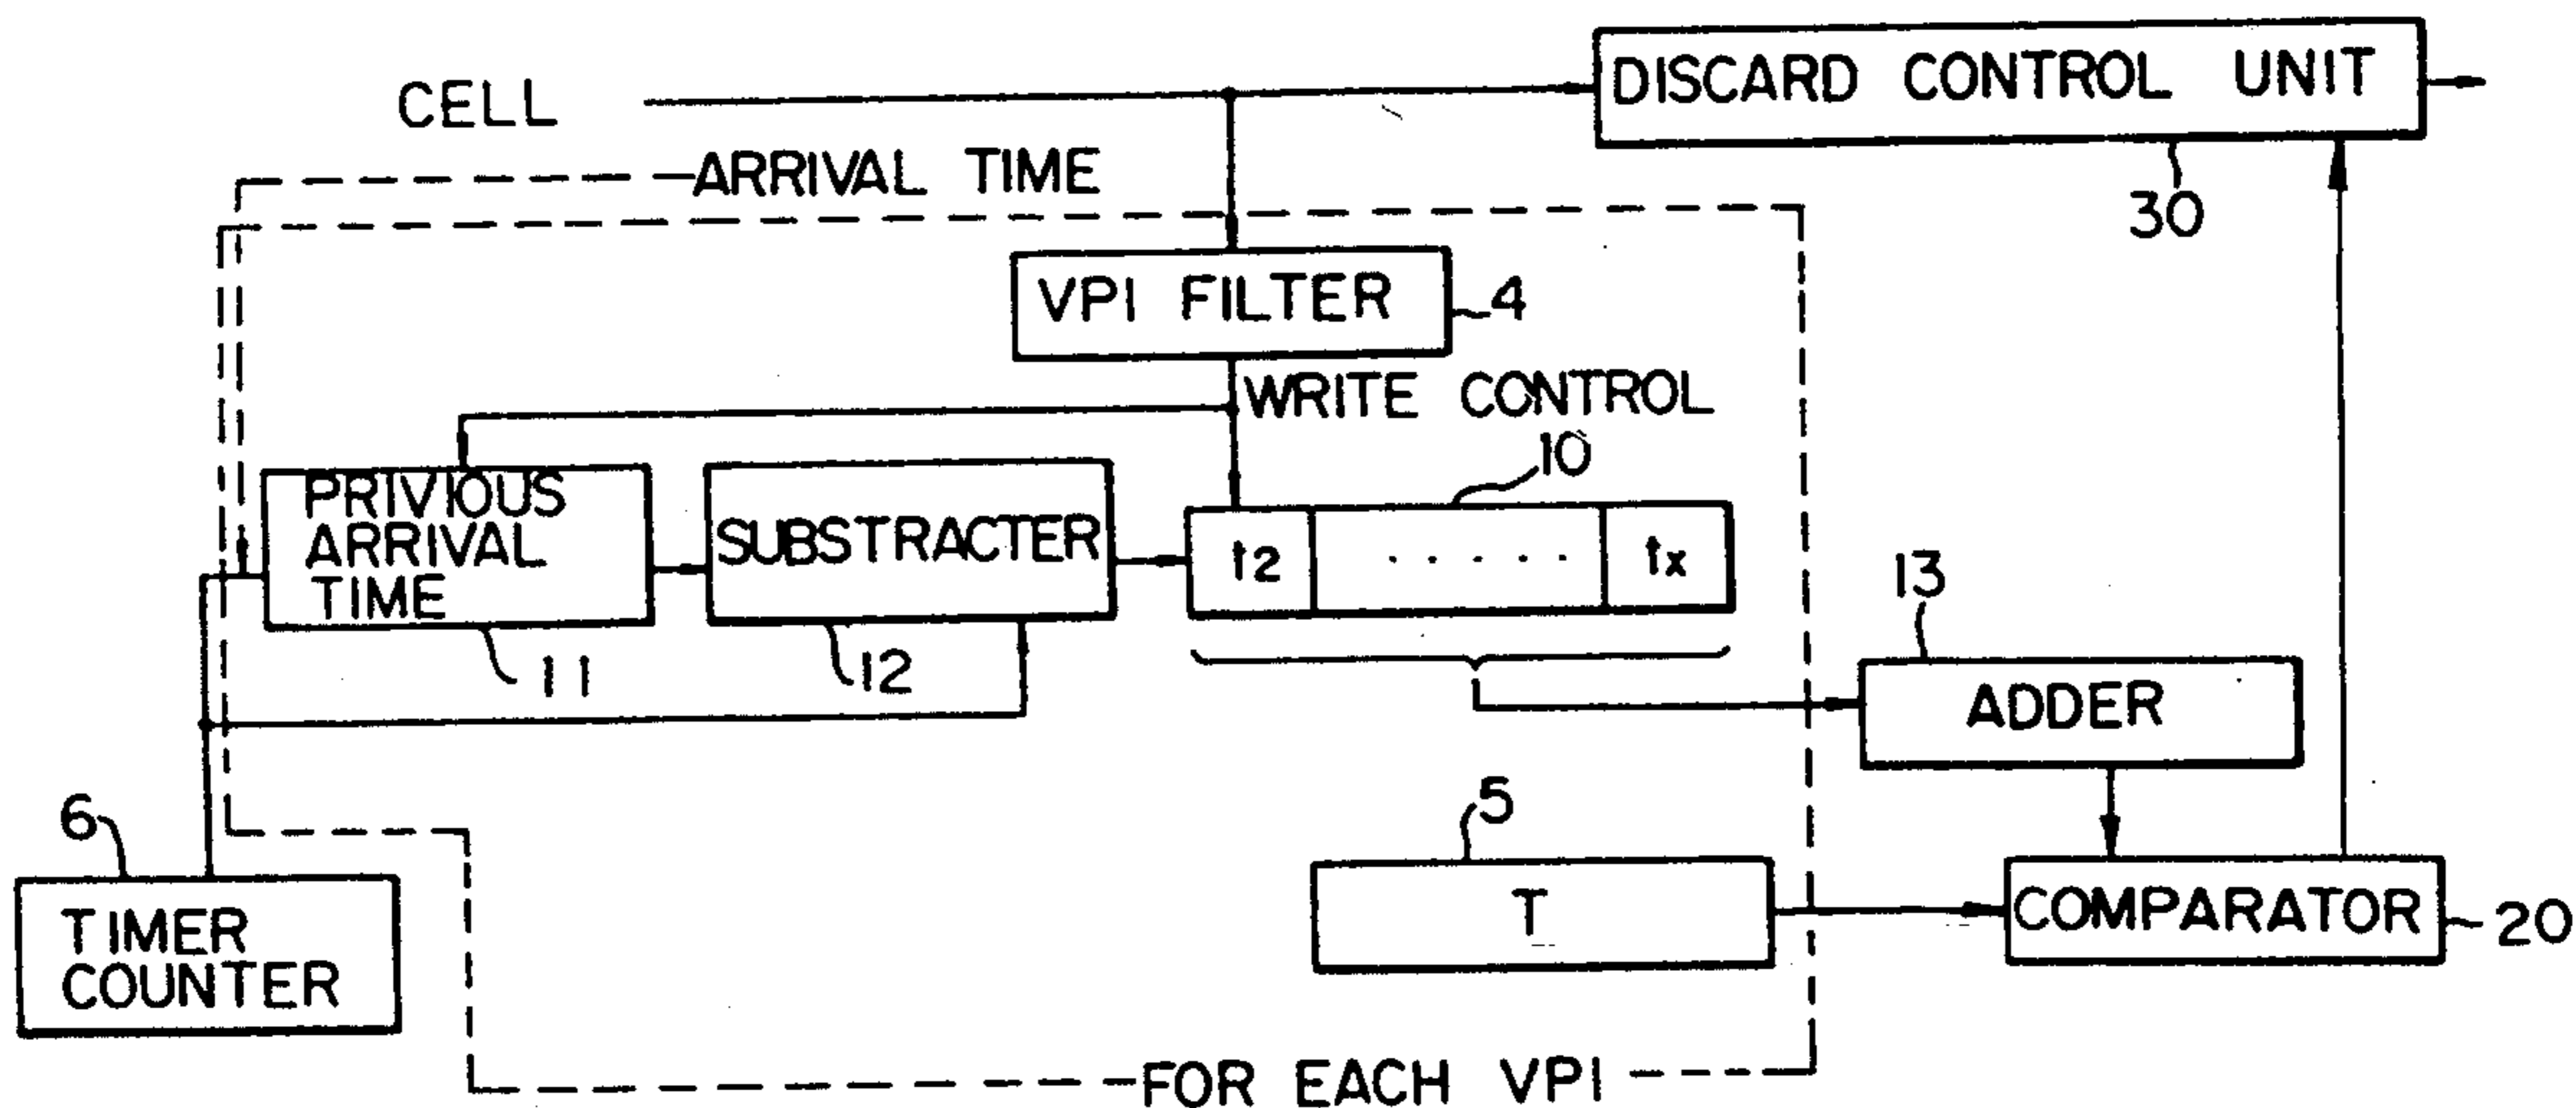 DISCARD CONTROL UNIT
CELL
ARRIVAL TIME
30
VPI FILTER
4
WRITE CONTROL
10
PRIVIOUS
ARRIVAL
TIME
SUBSTRACTER
t2 ..... tx
11
12
13
ADDER
5
T
6
TIMER
COUNTER
COMPARATOR
20
FOR EACH VPI